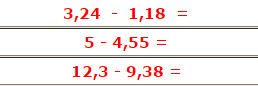 3,24 - 1,18 =
5 - 4,55 =
12,3 - 9,38 =